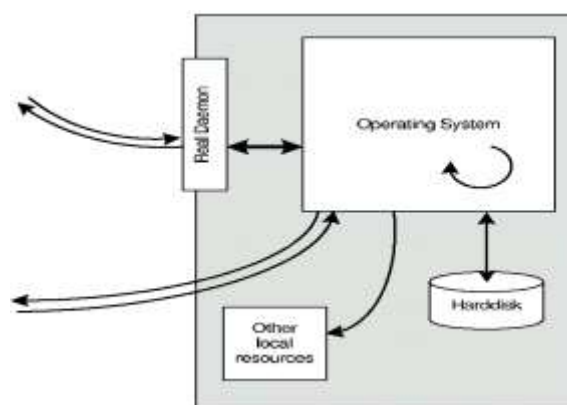 Real Daemon
Operating System
Harddisk
Other
local
resources